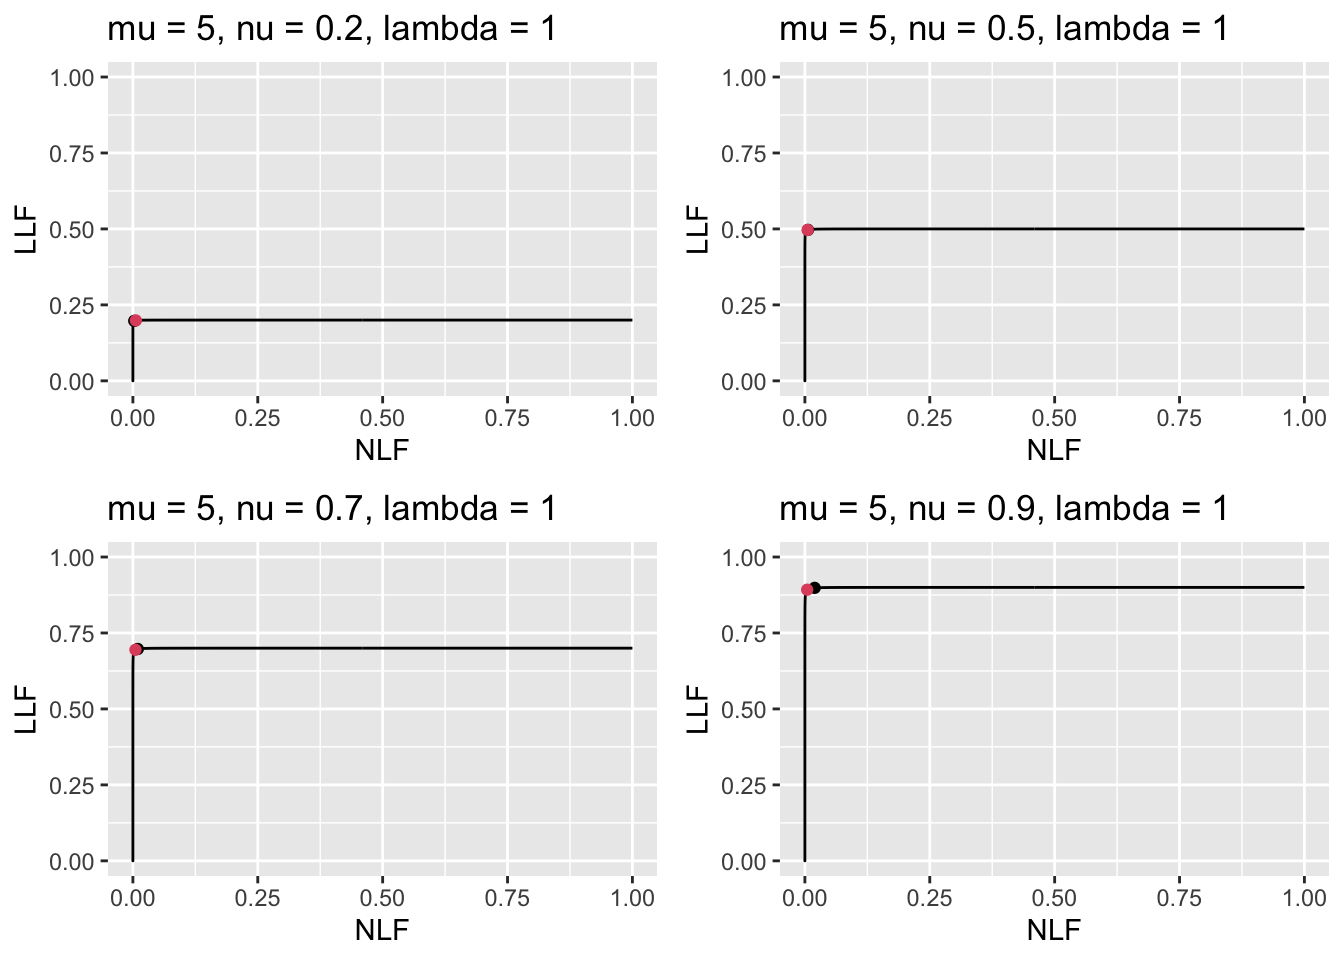 mu = 5, nu = 0.2, lambda = 1
1.00
0.75
0.50
0.25
0.00
LLF
0.00 0.25 0.50 0.75 1.00
NLF
mu = 5, nu = 0.5, lambda = 1
1.00
0.75
0.50
0.25
0.00
LLF
0.00 0.25 0.50 0.75 1.00
NLF
mu = 5, nu = 0.7, lambda = 1
1.00
0.75
0.50
0.25
0.00
LLF
0.00 0.25 0.50 0.75 1.00
NLF
mu = 5, nu = 0.9, lambda = 1
1.00
0.75
0.50
0.25
0.00
LLF
0.00 0.25 0.50 0.75 1.00
NLF